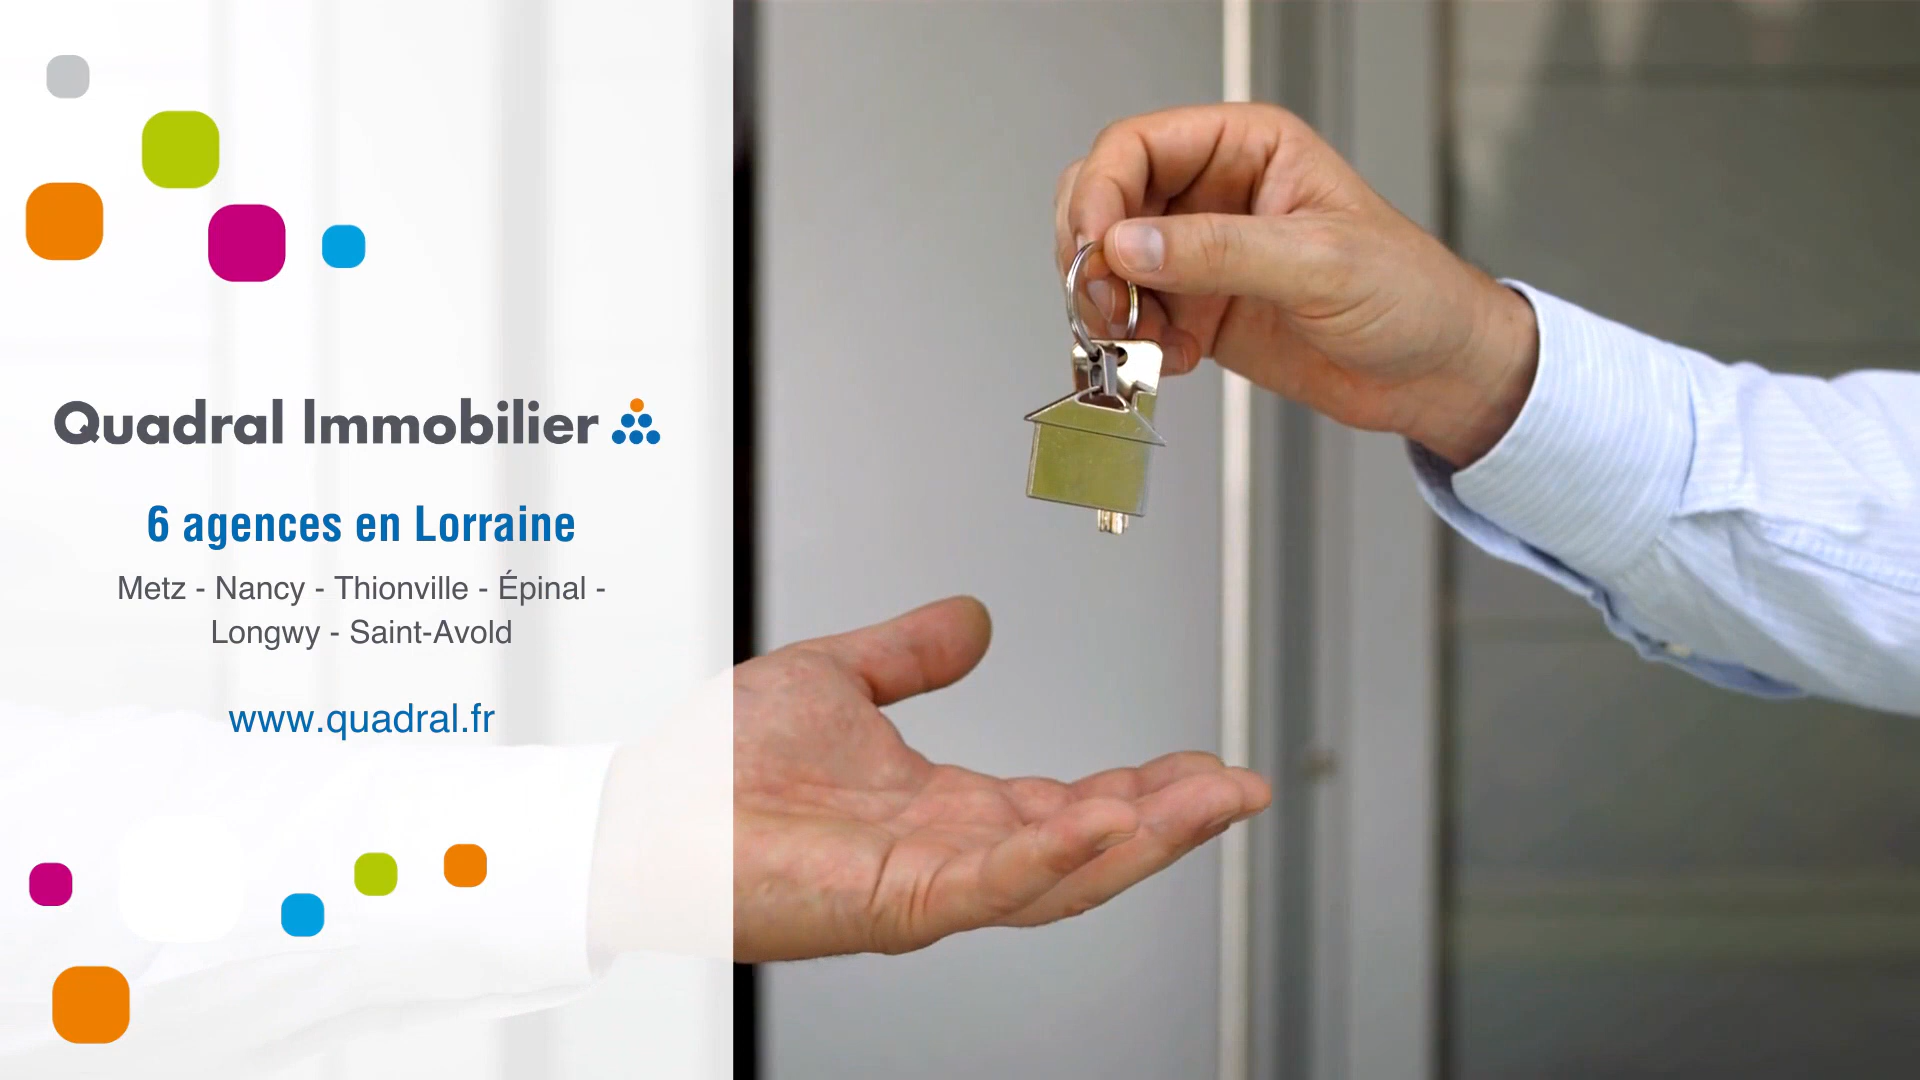 Quadral Immobilier
6 agences en Lorraine
Metz - Nancy - Thionville - Épinal -
Longwy - Saint-Avold
www.quadral.fr